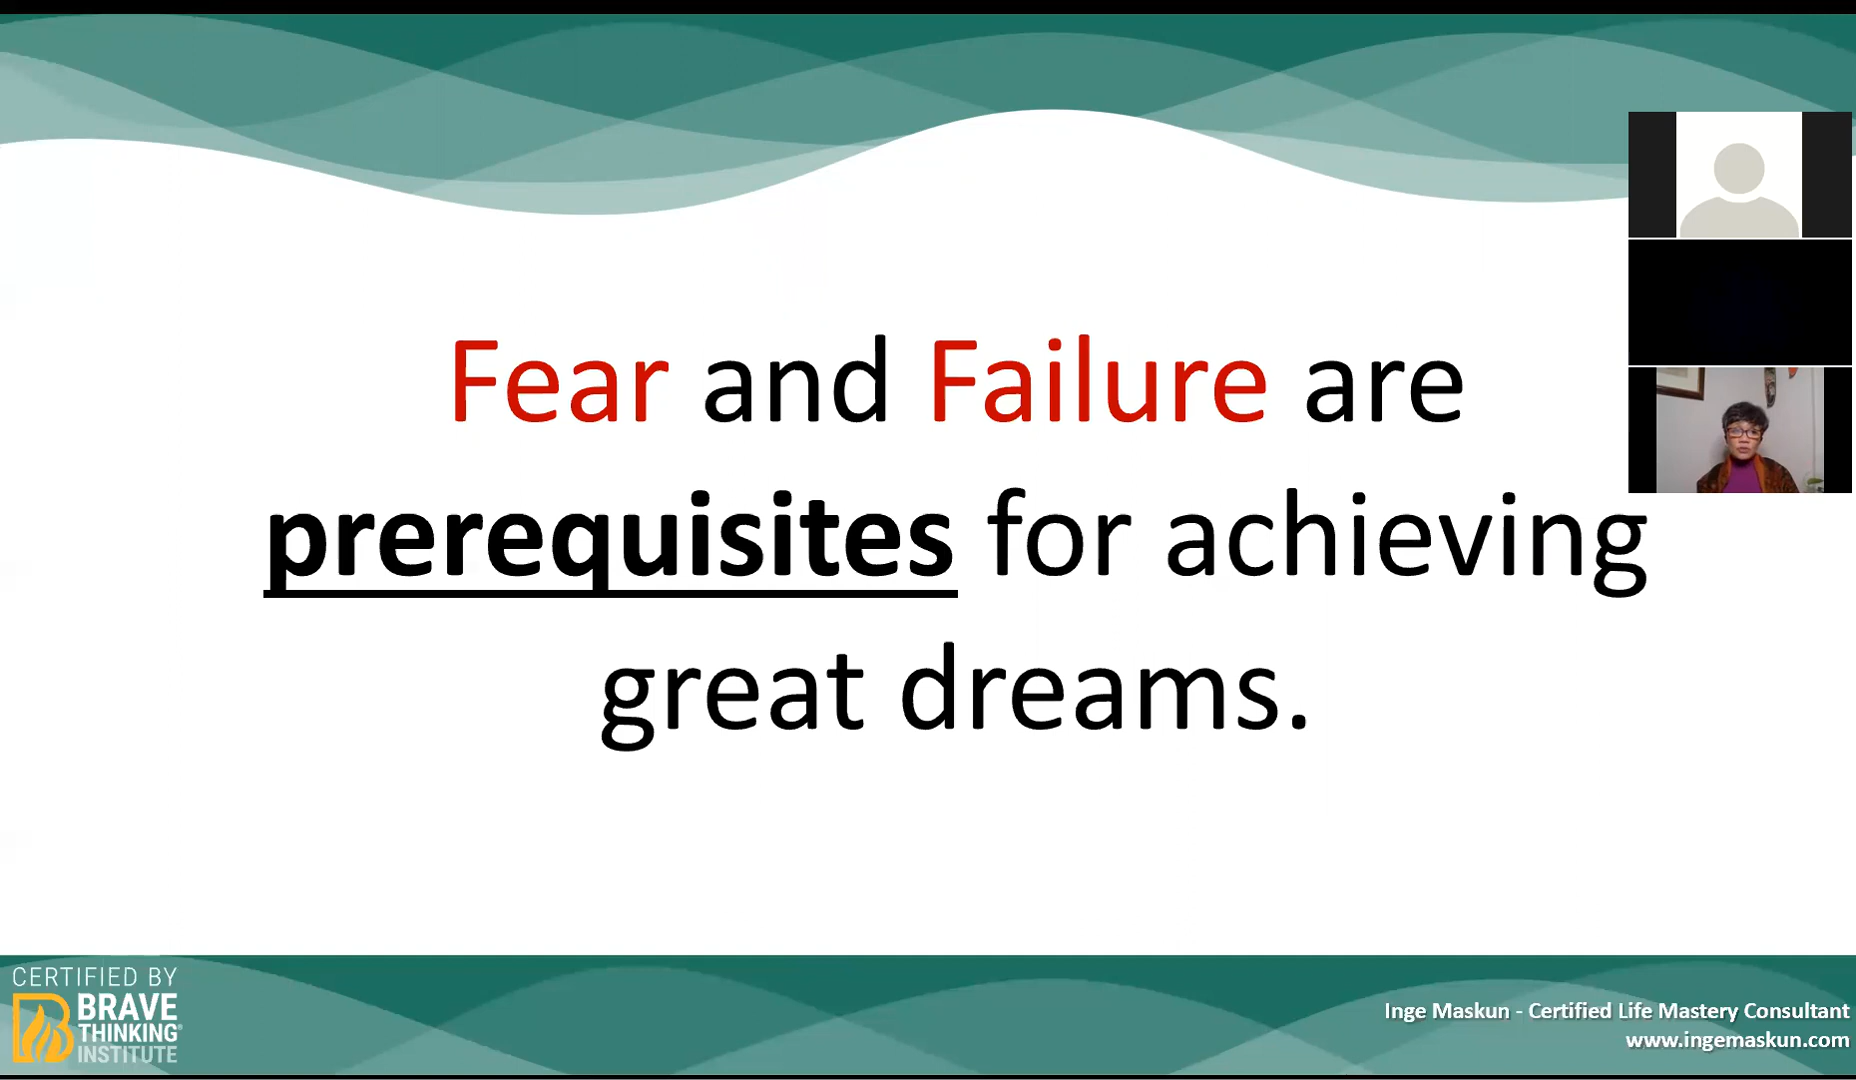 Fear and Failure are
prerequisites for achieving
great dreams.
CERTIFIED BY
BRAVE
THINKING®
INSTITUTE
Inge Maskun - Certified Life Mastery Consultant
www.ingemaskun.com